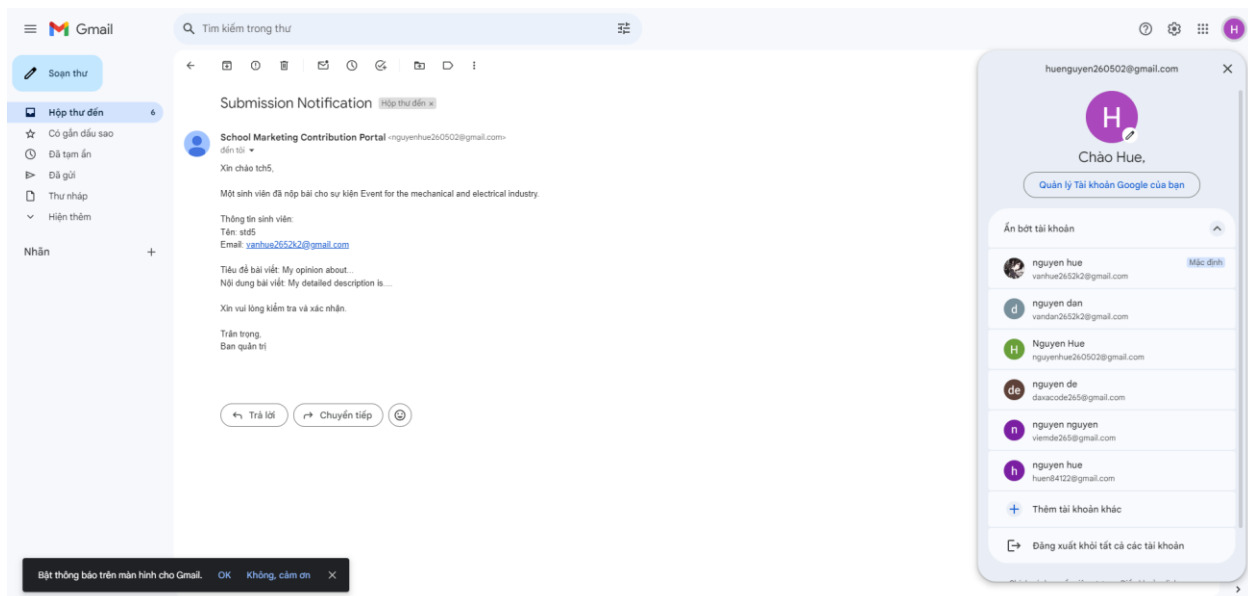 Gmail
Tìm kiếm trong thư
H
Soạn thư
Hộp thư đến 6
Có gắn dấu sao
Đã tạm ẩn
Đã gửi
Thư nháp
Hiện thêm
Nhãn
Submission Notification Hộp thư đến ×
School Marketing Contribution Portal <nguyenhue260502@gmail.com>
đến tôi
Xin chào tch5,
Một sinh viên đã nộp bài cho sự kiện Event for the mechanical and electrical industry.
Thông tin sinh viên:
Tên: std5
Email: vanhue2652k2@gmail.com
Tiêu đề bài viết: My opinion about...
Nội dung bài viết: My detailed description is....
Xin vui lòng kiểm tra và xác nhận.
Trân trọng,
Ban quản trị
Trả lời
Chuyển tiếp
Bật thông báo trên màn hình cho Gmail. OK Không, cảm ơn
huenguyen260502@gmail.com
H
Chào Hue,
Quản lý Tài khoản Google của bạn
Ẩn bớt tài khoản
nguyen hue Mặc định
vanhue2652k2@gmail.com
d
nguyen dan
vandan2652k2@gmail.com
H
Nguyen Hue
nguyenhue260502@gmail.com
de
nguyen de
daxacode265@gmail.com
n
nguyen nguyen
viemde265@gmail.com
h
nguyen hue
huen84122@gmail.com
Thêm tài khoản khác
Đăng xuất khỏi tất cả các tài khoản